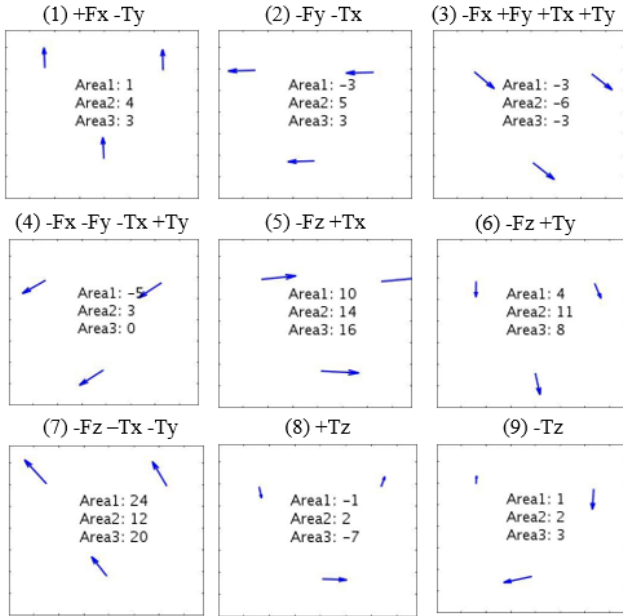 (1) +Fx -Ty
Area1: 1
Area2: 4
Area3: 3
(2) -Fy -Tx
Area1: −3
Area2: 5
Area3: 3
(3) -Fx +Fy +Tx +Ty
Area1: −3
Area2: −6
Area3: −3
(4) -Fx -Fy -Tx +Ty
Area1: −5
Area2: 3
Area3: 0
(5) -Fz +Tx
Area1: 10
Area2: 14
Area3: 16
(6) -Fz +Ty
Area1: 4
Area2: 11
Area3: 8
(7) -Fz –Tx -Ty
Area1: 24
Area2: 12
Area3: 20
(8) +Tz
Area1: −1
Area2: 2
Area3: −7
(9) -Tz
Area1: 1
Area2: 2
Area3: 3